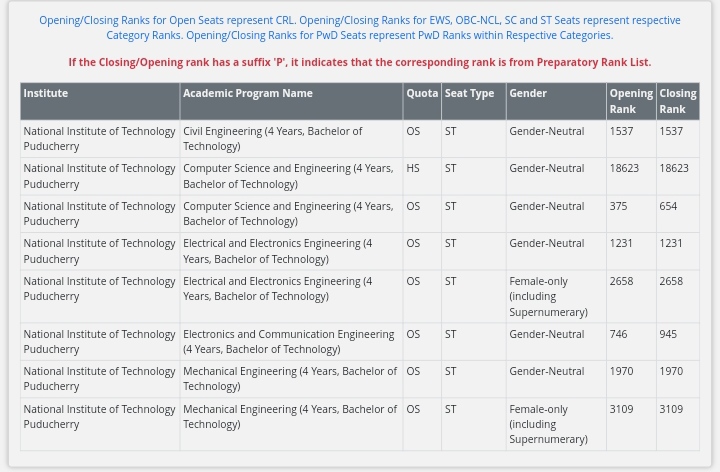 Opening/Closing Ranks for Open Seats represent CRL. Opening/Closing Ranks for EWS, OBC-NCL, SC and ST Seats represent respective
Category Ranks. Opening/Closing Ranks for PwD Seats represent PwD Ranks within Respective Categories.
If the Closing/Opening rank has a suffix 'P', it indicates that the corresponding rank is from Preparatory Rank List.
Institute Academic Program Name Quota Seat Type Gender Opening Closing
Rank Rank
National Institute of Technology Civil Engineering (4 Years, Bachelor of OS ST Gender-Neutral 1537 1537
Puducherry Technology)
National Institute of Technology Computer Science and Engineering (4 Years, HS ST Gender-Neutral 18623 18623
Puducherry Bachelor of Technology)
National Institute of Technology Computer Science and Engineering (4 Years, OS ST Gender-Neutral 375 654
Puducherry Bachelor of Technology)
National Institute of Technology Electrical and Electronics Engineering (4 OS ST Gender-Neutral 1231 1231
Puducherry Years, Bachelor of Technology)
National Institute of Technology Electrical and Electronics Engineering (4 OS ST Female-only 2658 2658
Puducherry Years, Bachelor of Technology) (including
Supernumerary)
National Institute of Technology Electronics and Communication Engineering OS ST Gender-Neutral 746 945
Puducherry (4 Years, Bachelor of Technology)
National Institute of Technology Mechanical Engineering (4 Years, Bachelor of OS ST Gender-Neutral 1970 1970
Puducherry Technology)
National Institute of Technology Mechanical Engineering (4 Years, Bachelor of OS ST Female-only 3109 3109
Puducherry Technology) (including
Supernumerary)